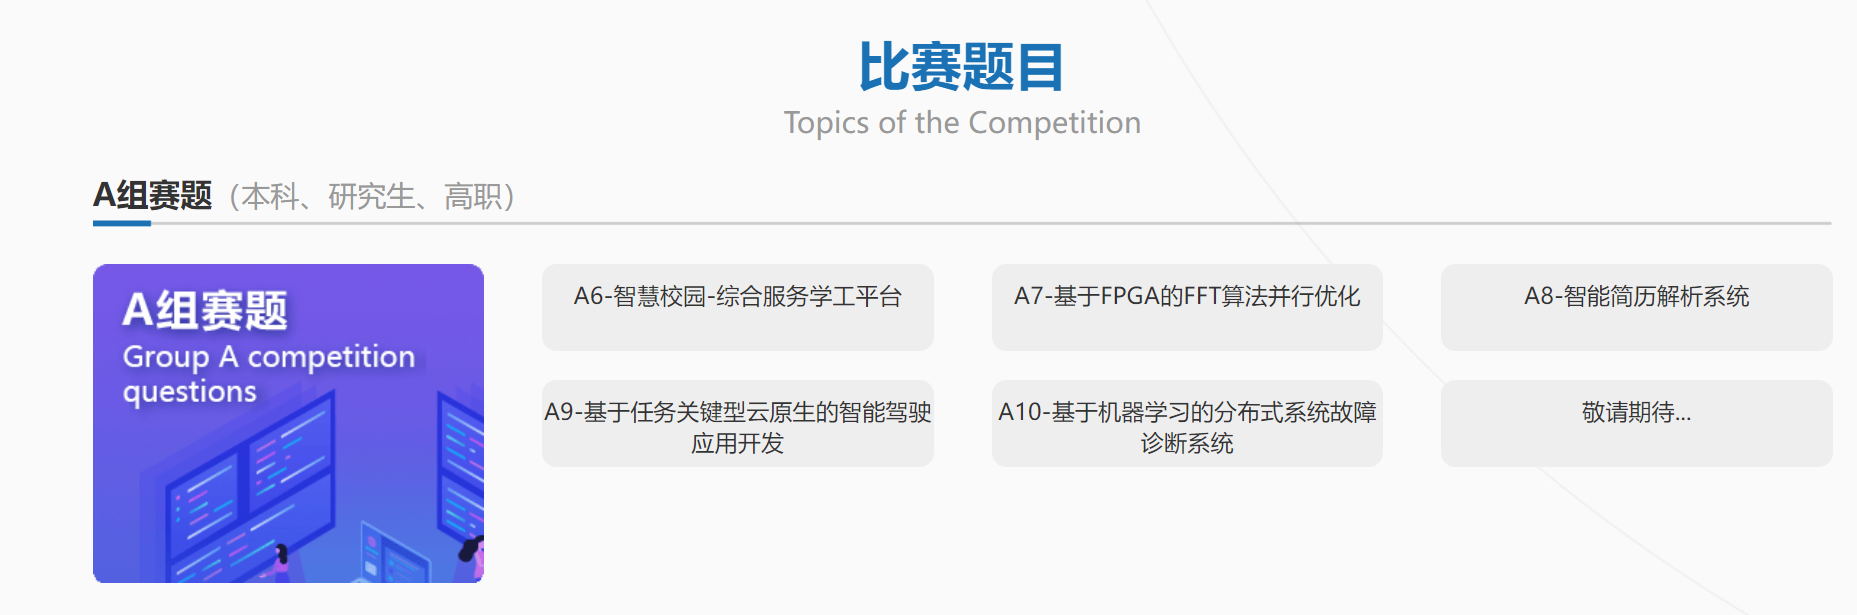 比赛题目
Topics of the Competition
A组赛题（本科、研究生、高职）
A组赛题
Group A competition
questions
A6-智慧校园-综合服务学工平台
A7-基于FPGA的FFT算法并行优化
A8-智能简历解析系统
A9-基于任务关键型云原生的智能驾驶
应用开发
A10-基于机器学习的分布式系统故障
诊断系统
敬请期待...